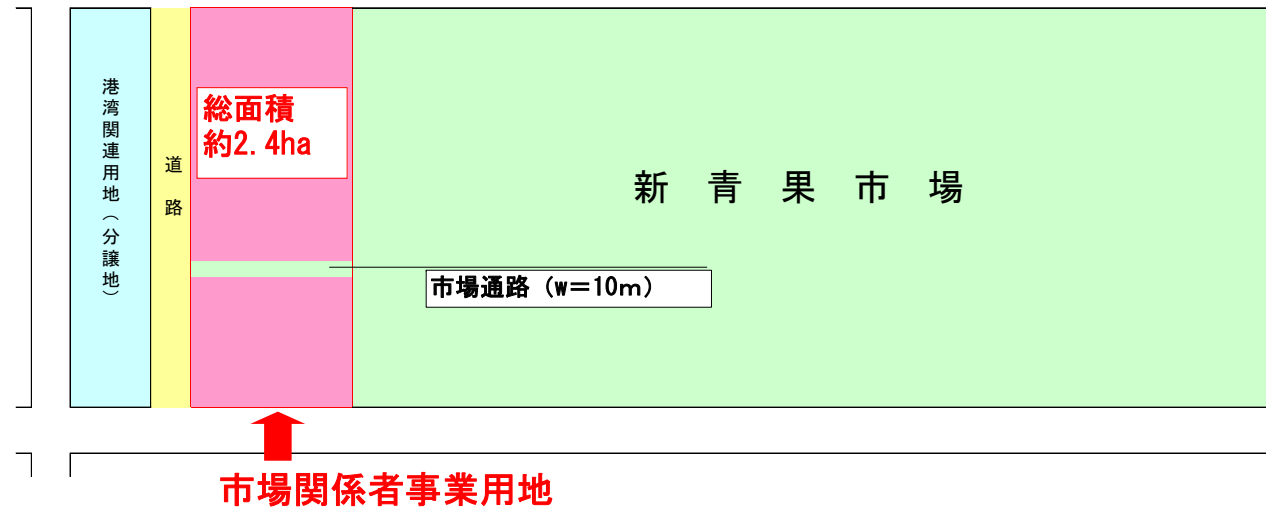 港湾関連用地（分譲地）
道路
総面積
約2.4ha
新青果市場
市場通路（w＝10m）
市場関係者事業用地